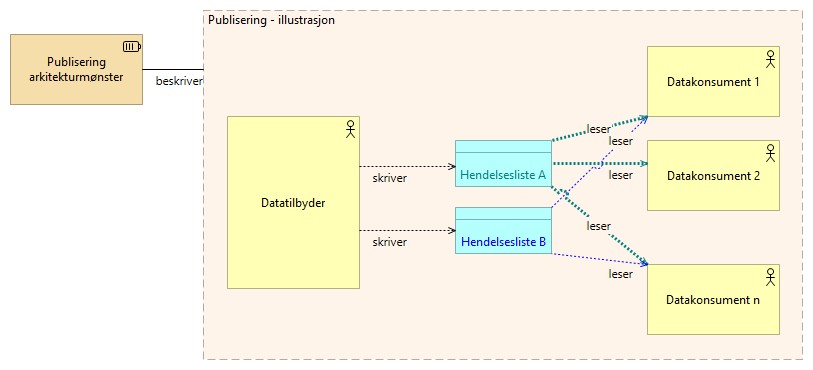 Publisering - illustrasjon
Publisering
arkitekturmønster
beskriver
Datakonsument 1
leser
leser
Hendelsesliste A
Datakonsument 2
skriver
leser
Datatilbyder
leser
Hendelsesliste B
skriver
leser
Datakonsument n